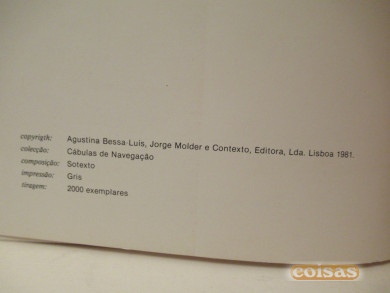 copyrigth: Agustina Bessa-Luís, Jorge Molder e Contexto, Editora, Lda. Lisboa 1981.
colecção: Cábulas de Navegação
composição: Sotexto
impressão: Gris
tiragem: 2000 exemplares
coisas